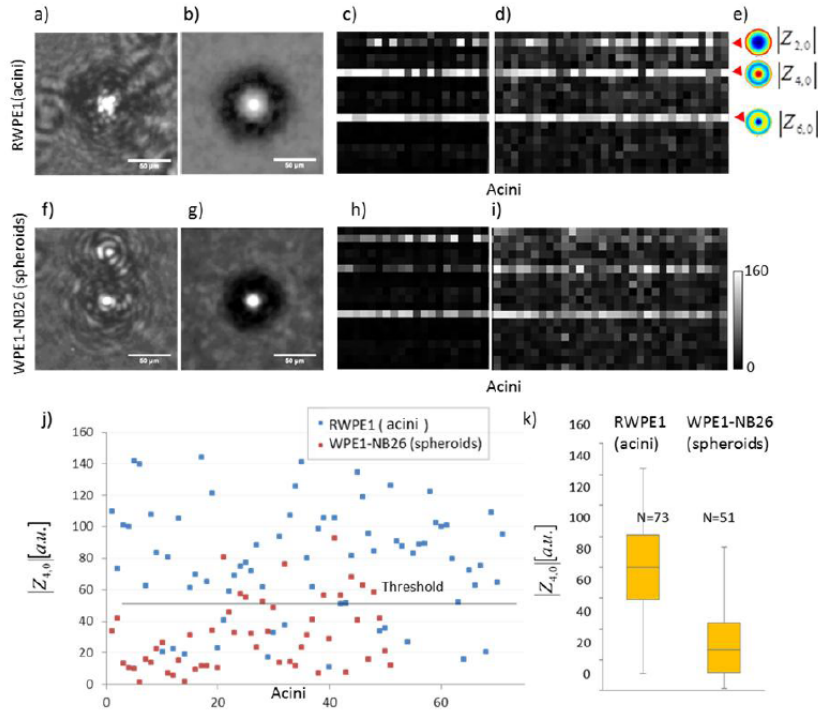 a)
b)
c)
d)
e)
RWPE1(acini)
50 µm
50 µm
|Z2,0|
|Z4,0|
|Z6,0|
Acini
f)
g)
h)
i)
WPE1-NB26 (spheroids)
50 µm
50 µm
160
0
Acini
j)
RWPE1 ( acini )
WPE1-NB26 (spheroids)
|Z4,0|[a.u.]
160
140
120
100
80
60
40
20
0
Threshold
0
20
40
60
Acini
k)
RWPE1
(acini)
WPE1-NB26
(spheroids)
N=73
N=51
|Z4,0|[a.u.]
160
140
120
100
80
60
40
20
0